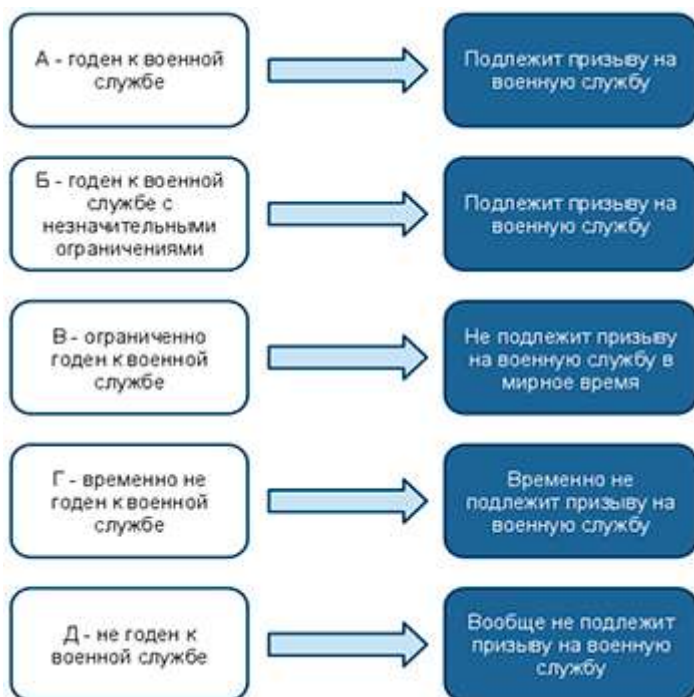 А - годен к военной
службе
Подлежит призыву на
военную службу
Б - годен к военной
службе с
незначительными
ограничениями
Подлежит призыву на
военную службу
В - ограниченно
годен к военной
службе
Не подлежит призыву
на военную службу в
мирное время
Г - временно не
годен к военной
службе
Временно не
подлежит призыву на
военную службу
Д - не годен к
военной службе
Вообще не подлежит
призыву на военную
службу